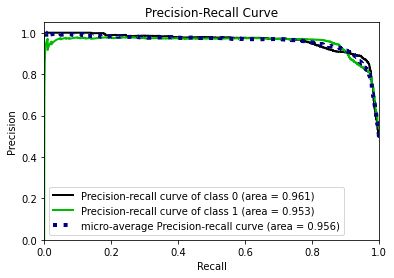 Precision-Recall Curve
1.0
0.8
0.6
0.4
0.2
0.0
Precision
Precision-recall curve of class 0 (area = 0.961)
Precision-recall curve of class 1 (area = 0.953)
micro-average Precision-recall curve (area = 0.956)
0.0 0.2 0.4 0.6 0.8 1.0
Recall